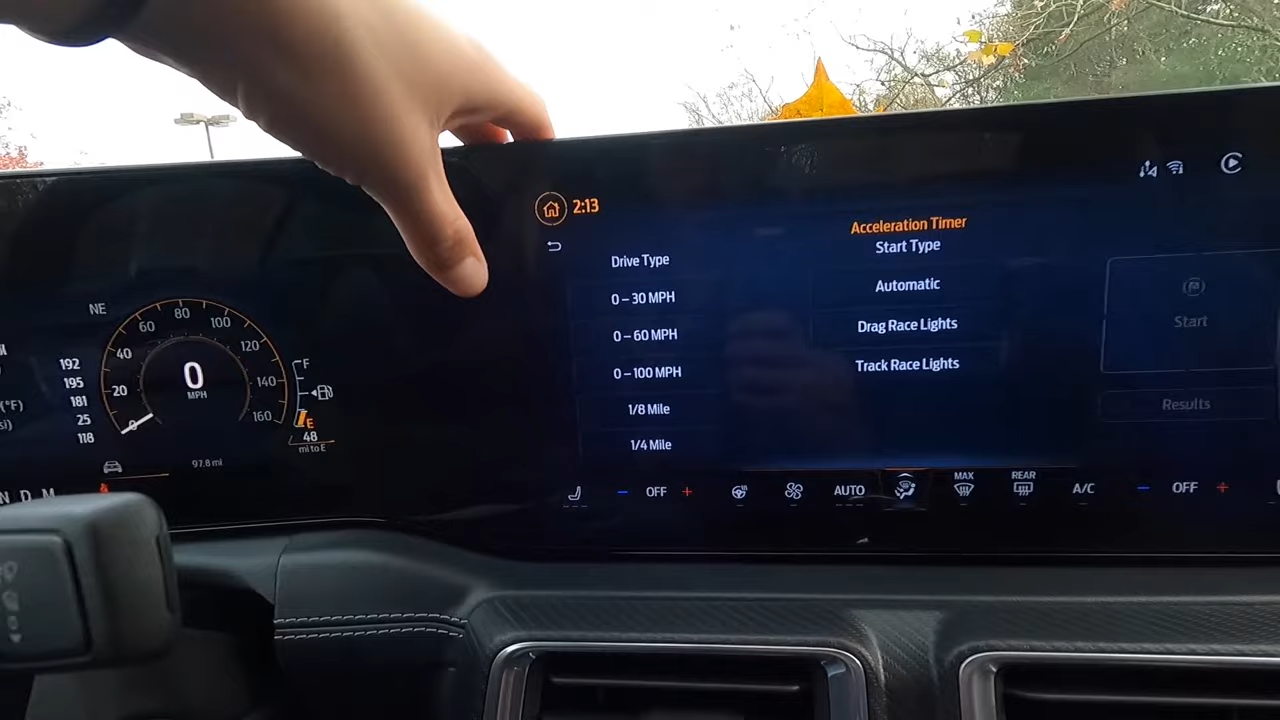 NE
192
195
181
25
118
(°F)
0 20 40 60 80 100 120 140 160
0
MPH
F
E
48
mi to E
97.8 mi
N D M
2:13
Acceleration Timer
Drive Type
0 – 30 MPH
0 – 60 MPH
0 – 100 MPH
1/8 Mile
1/4 Mile
Start Type
Automatic
Drag Race Lights
Track Race Lights
Start
Results
− OFF +
AUTO
MAX
REAR
A/C
− OFF +